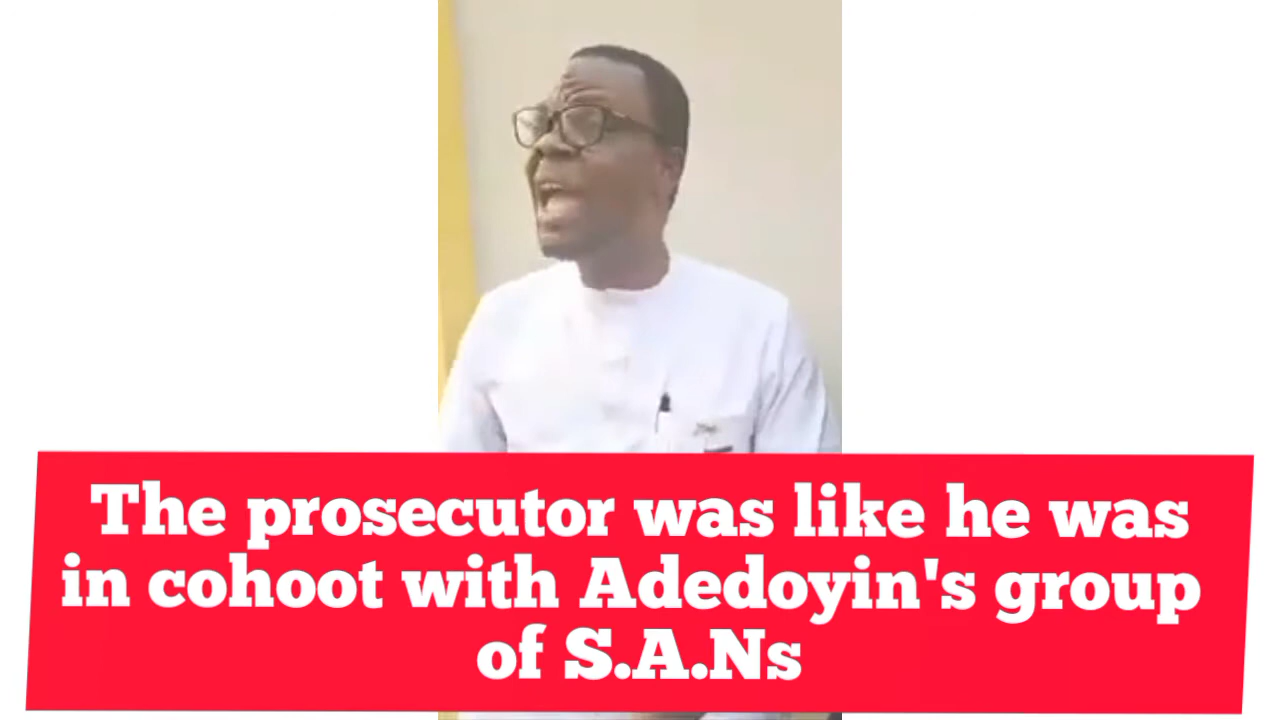 The prosecutor was like he was
in cohoot with Adedoyin's group
of S.A.Ns